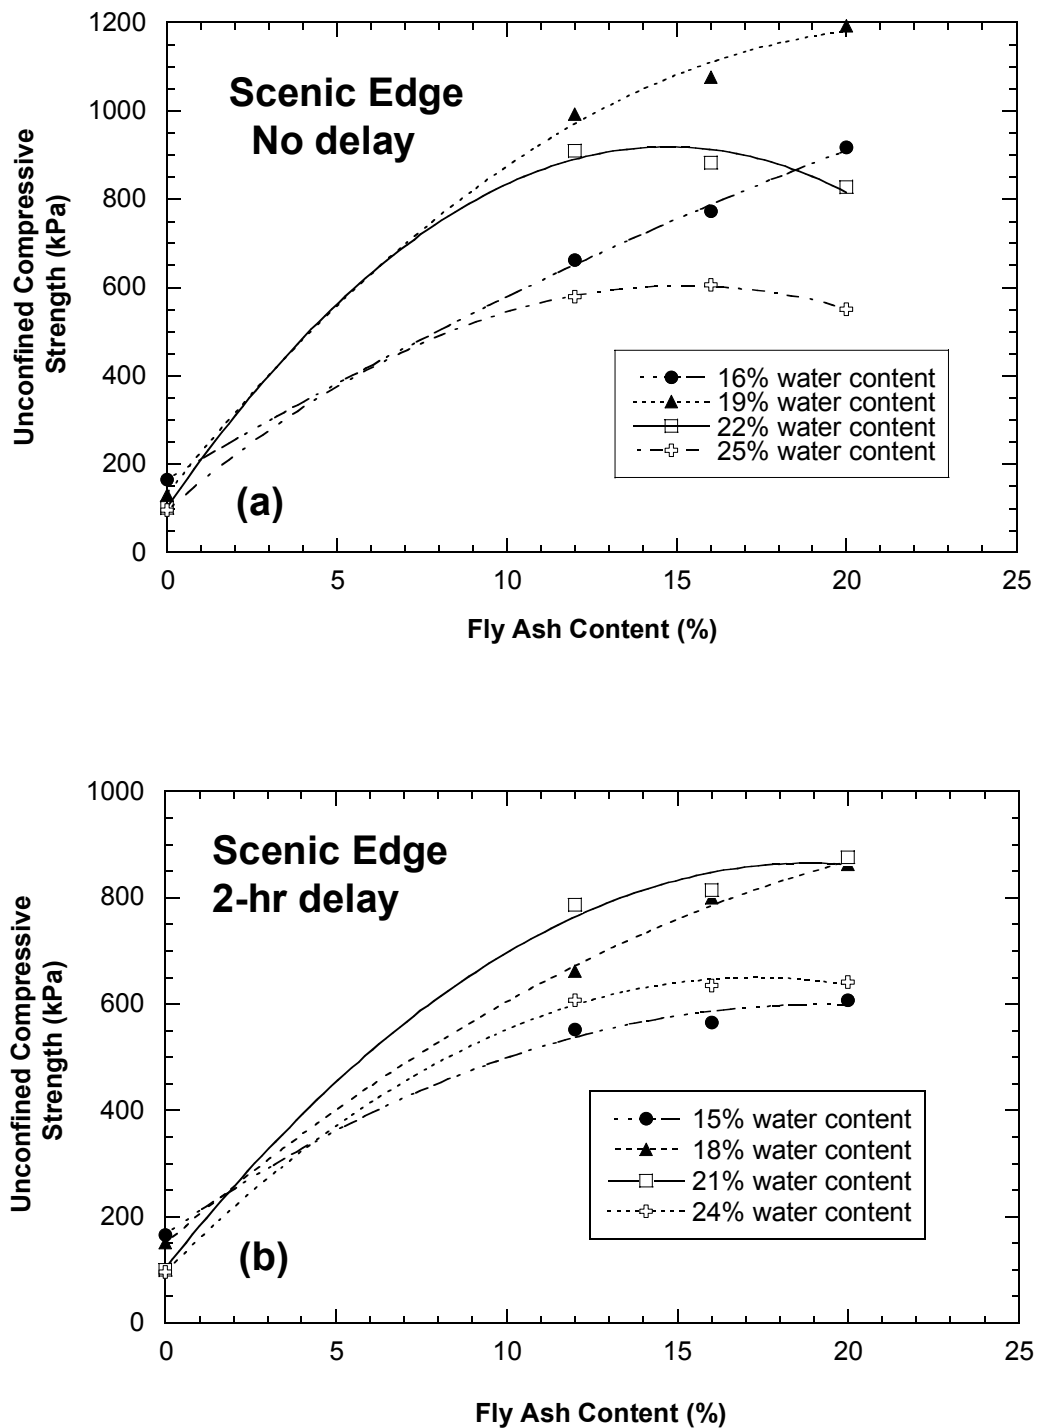 1200
1000
800
600
400
200
0
Unconfined Compressive
Strength (kPa)
Scenic Edge
No delay
16% water content
19% water content
22% water content
25% water content
(a)
0 5 10 15 20 25
Fly Ash Content (%)
1000
800
600
400
200
0
Unconfined Compressive
Strength (kPa)
Scenic Edge
2-hr delay
15% water content
18% water content
21% water content
24% water content
(b)
0 5 10 15 20 25
Fly Ash Content (%)